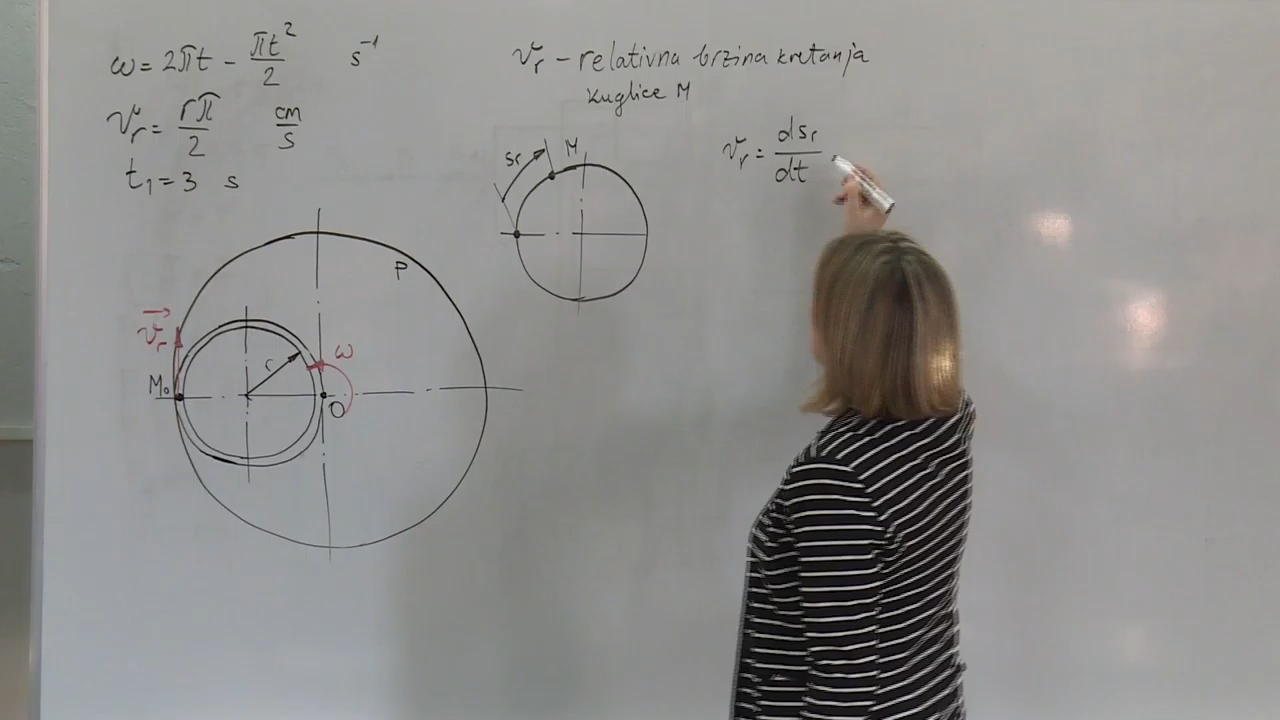 ω = 2πt - πt²/2 s⁻¹
v_r = rπ/2 cm/s
t₁ = 3 s
v_r - relativna brzina kretanja
kuglice M
v_r = ds_r/dt
s_r M
P
v_r
ω
r
M₀
O